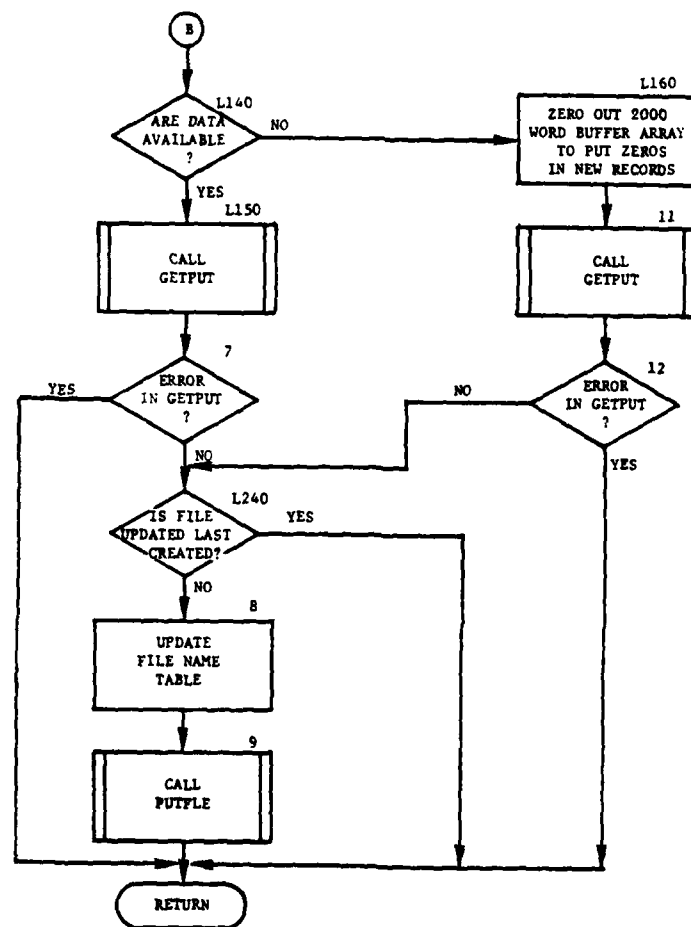 B
L140
ARE DATA
AVAILABLE
?
NO
YES
L160
ZERO OUT 2000
WORD BUFFER ARRAY
TO PUT ZEROS
IN NEW RECORDS
L150
CALL
GETPUT
11
CALL
GETPUT
7
ERROR
IN GETPUT
?
YES
NO
12
ERROR
IN GETPUT
?
NO
YES
L240
IS FILE
UPDATED LAST
CREATED?
YES
NO
8
UPDATE
FILE NAME
TABLE
9
CALL
PUTFLE
RETURN